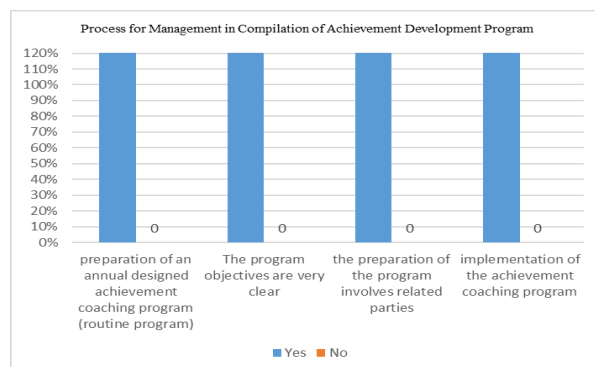 Process for Management in Compilation of Achievement Development Program
120%
110%
100%
90%
80%
70%
60%
50%
40%
30%
20%
10%
0%
0 0 0 0
preparation of an
annual designed
achievement
coaching program
(routine program)
The program
objectives are very
clear
the preparation of
the program
involves related
parties
implementation of
the achievement
coaching program
Yes No